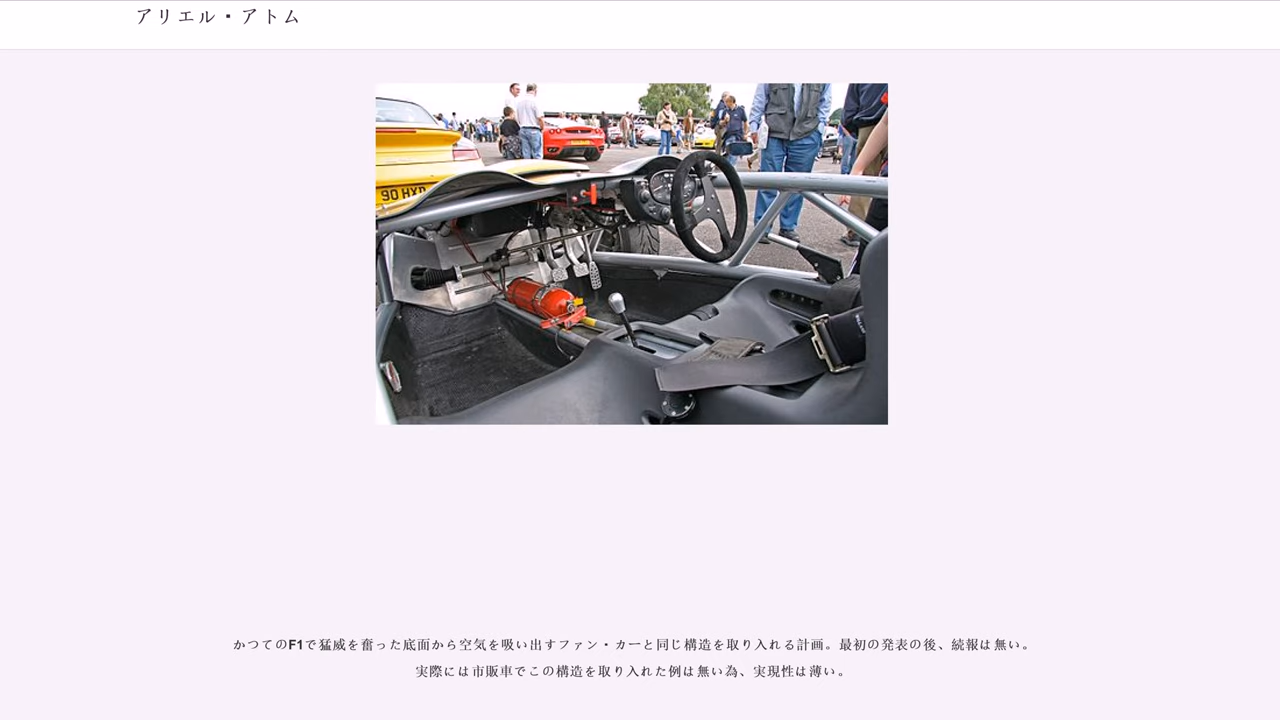 アリエル・アトム
90 HXD
かつてのF1で猛威を奮った底面から空気を吸い出すファン・カーと同じ構造を取り入れる計画。最初の発表の後、続報は無い。
実際には市販車でこの構造を取り入れた例は無い為、実現性は薄い。